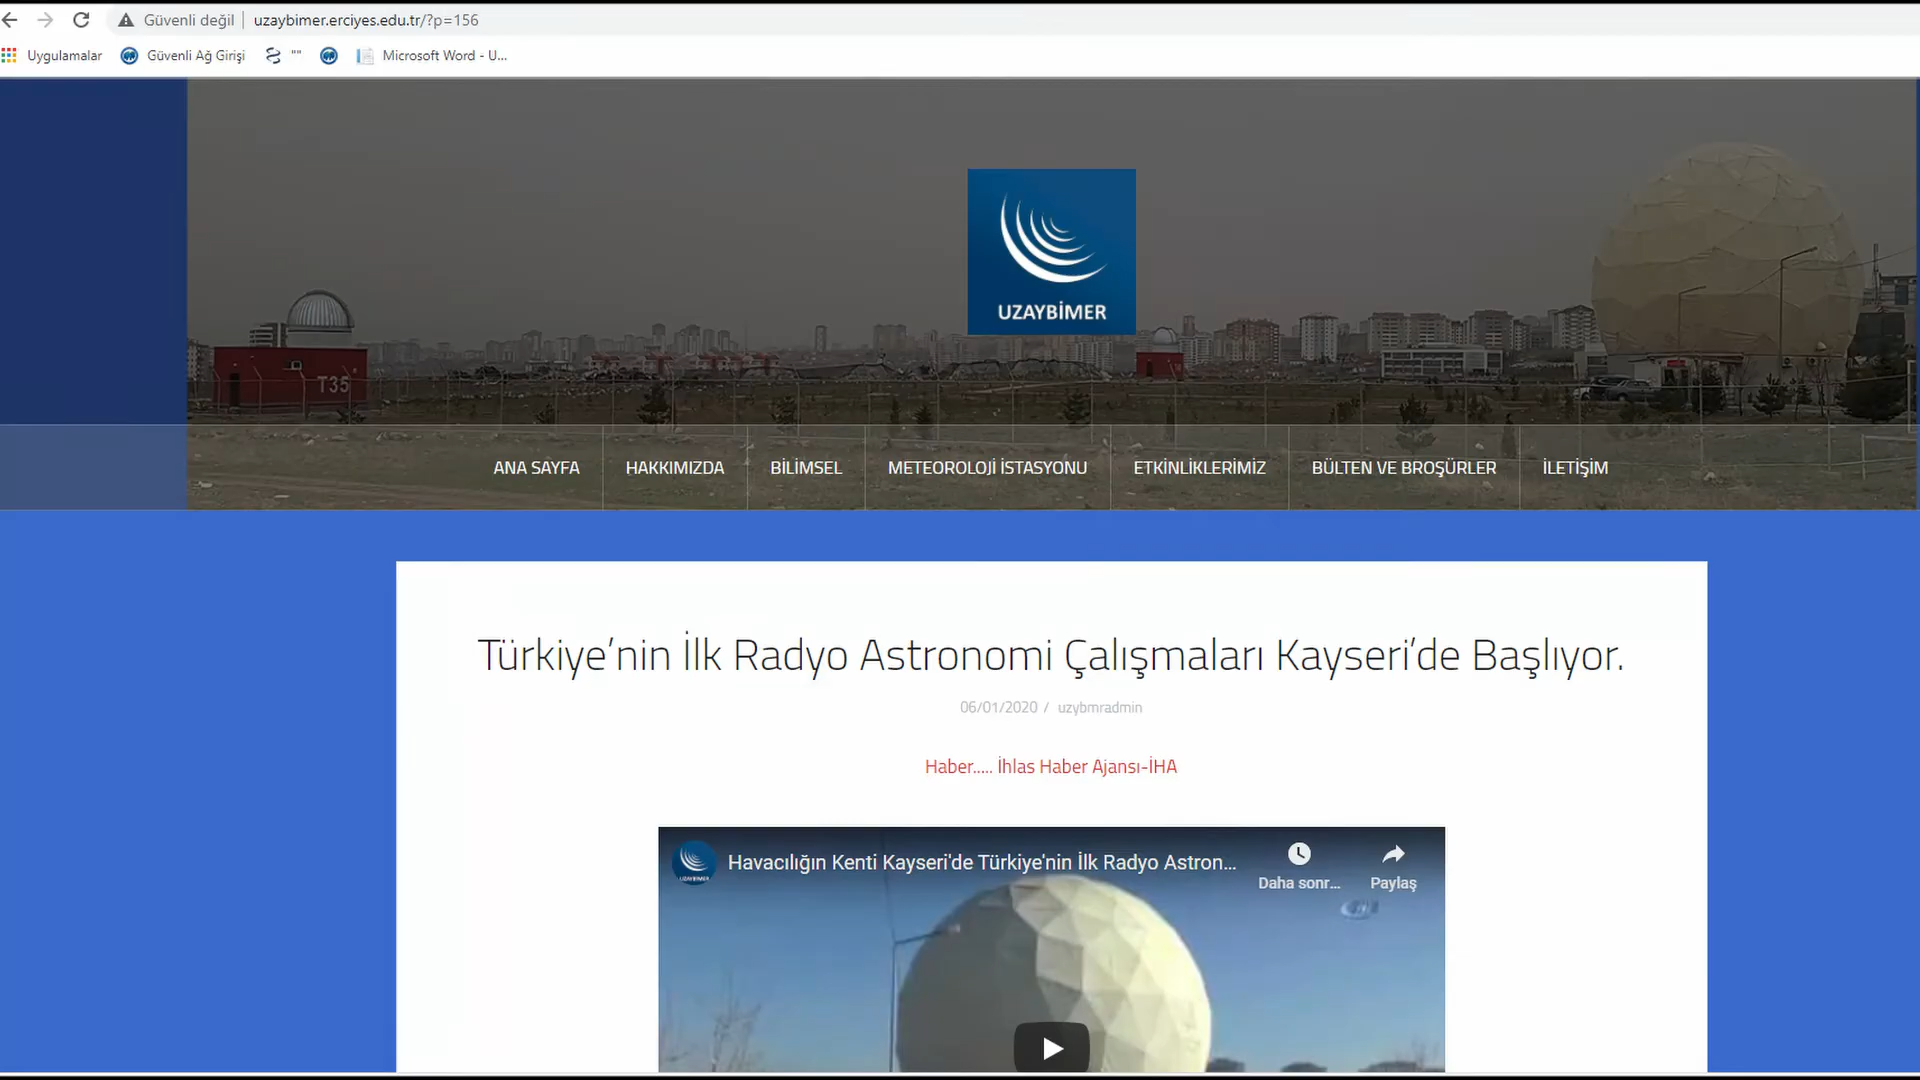 Güvenli değil
uzaybimer.erciyes.edu.tr/?p=156
Uygulamalar
Güvenli Ağ Girişi
""
Microsoft Word - U...
UZAYBİMER
T35
ANA SAYFA
HAKKIMIZDA
BİLİMSEL
METEOROLOJİ İSTASYONU
ETKİNLİKLERİMİZ
BÜLTEN VE BROŞÜRLER
İLETİŞİM
Türkiye’nin İlk Radyo Astronomi Çalışmaları Kayseri’de Başlıyor.
06/01/2020 / uzybmradmin
Haber..... İhlas Haber Ajansı-İHA
UZAYBİMER
Havacılığın Kenti Kayseri'de Türkiye'nin İlk Radyo Astron...
Daha sonr...
Paylaş